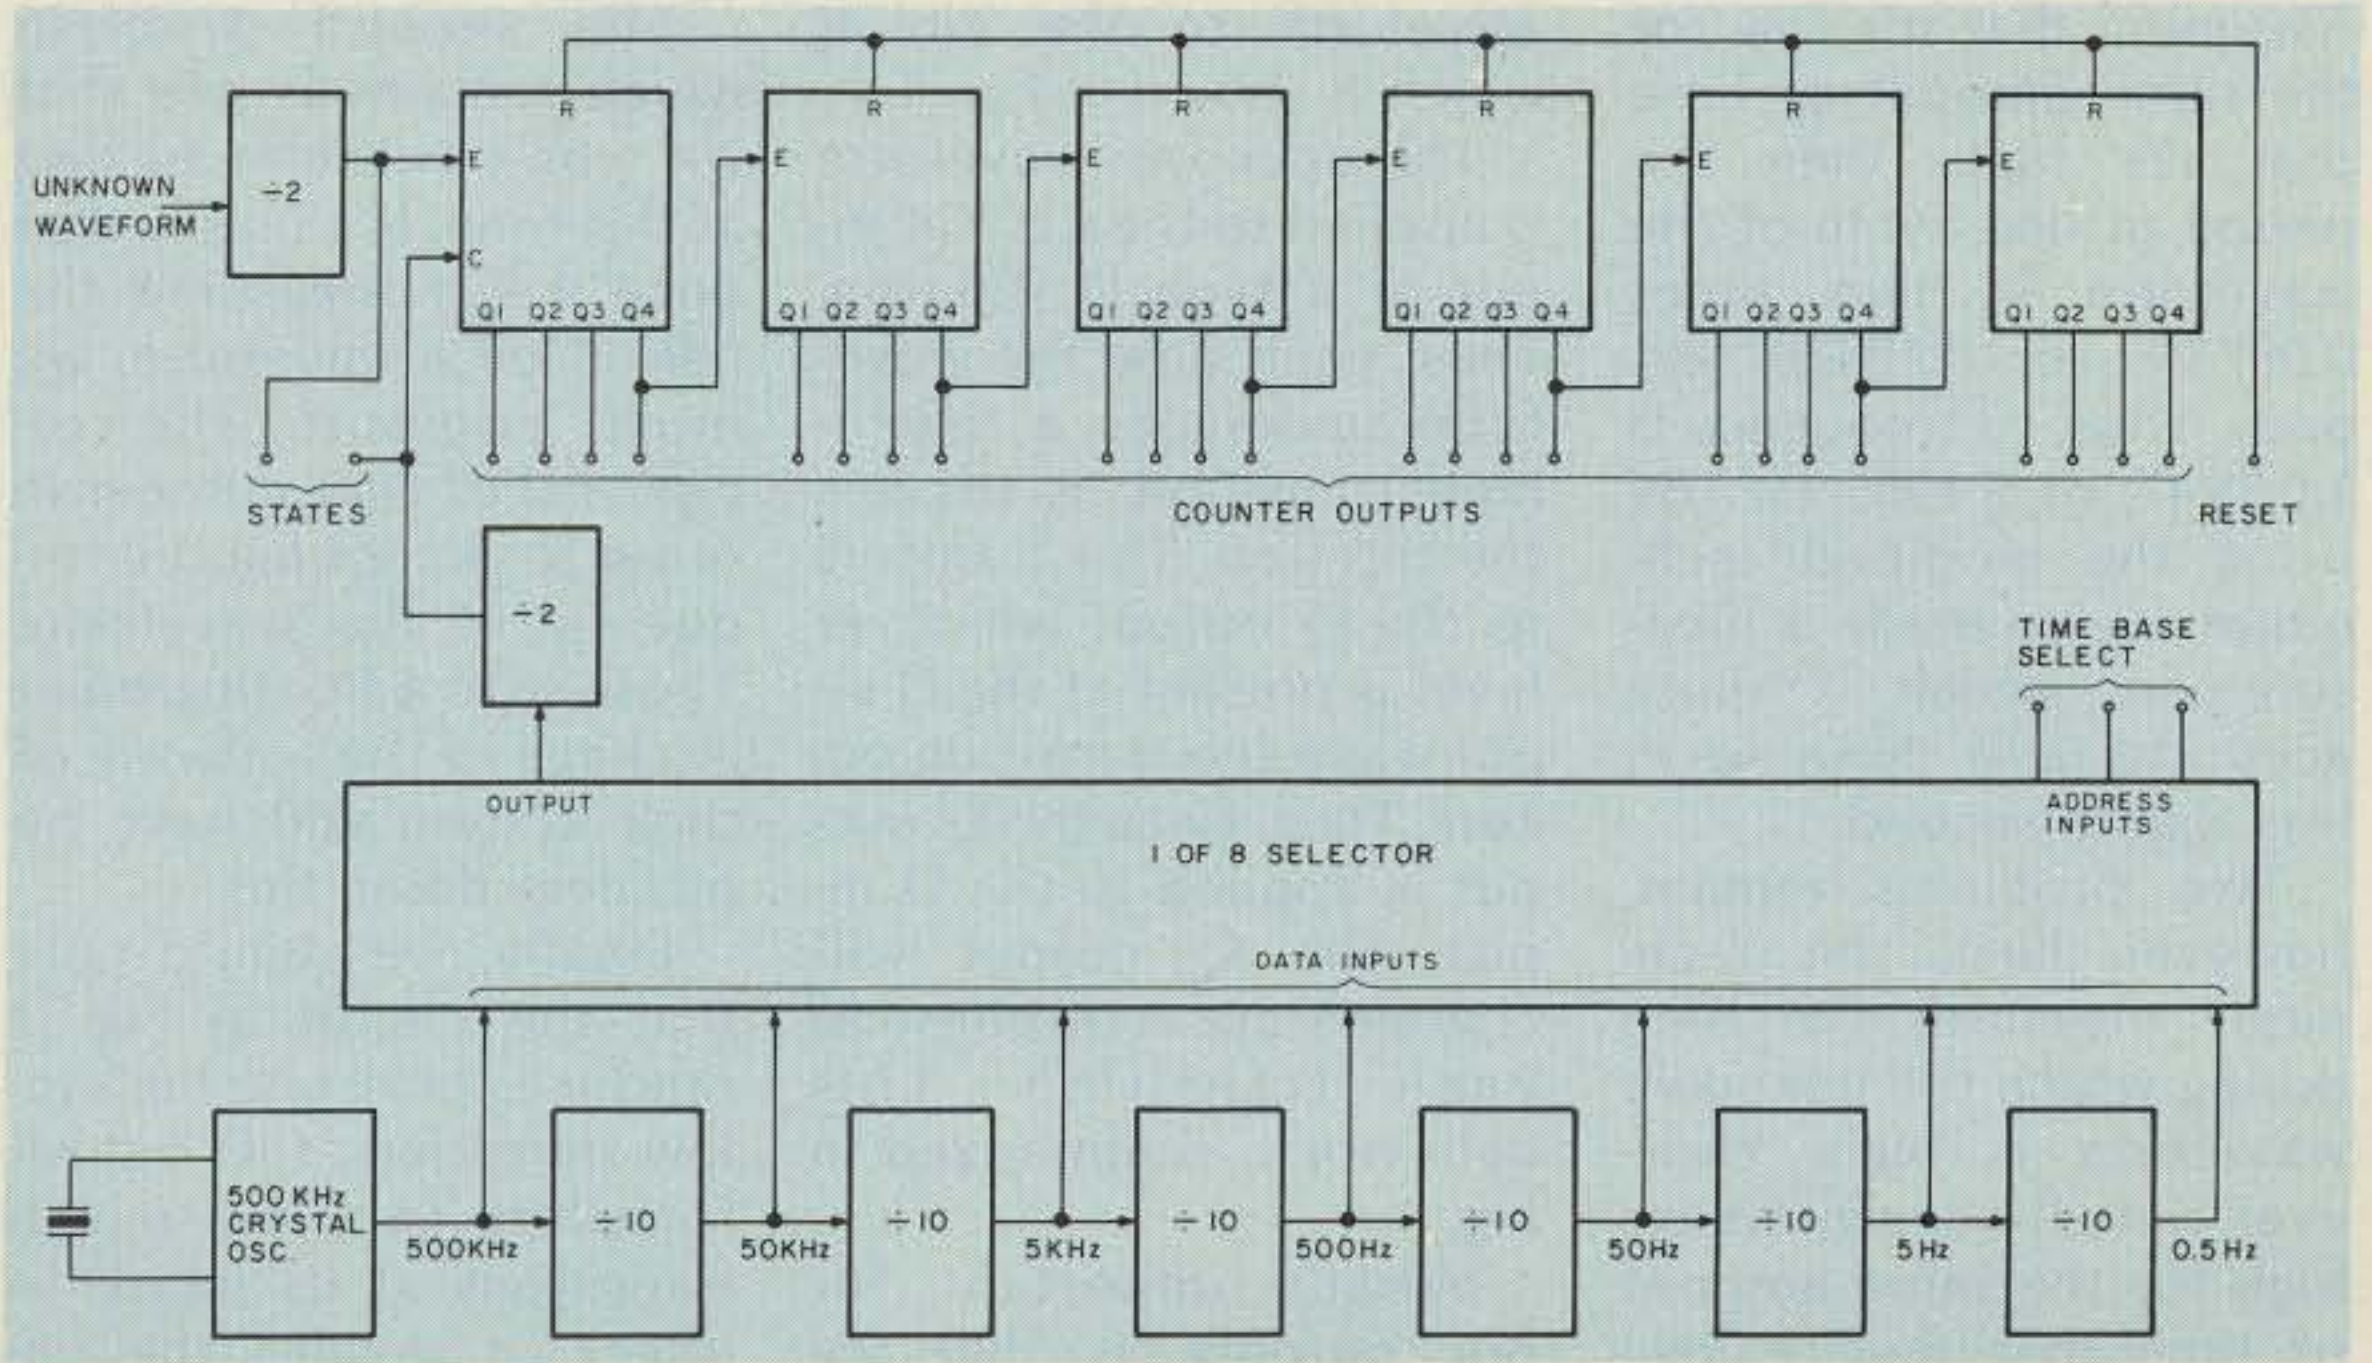 R R R R R R
÷2
E E E E E E
UNKNOWN
WAVEFORM
C
Q1 Q2 Q3 Q4 Q1 Q2 Q3 Q4 Q1 Q2 Q3 Q4 Q1 Q2 Q3 Q4 Q1 Q2 Q3 Q4 Q1 Q2 Q3 Q4
STATES
COUNTER OUTPUTS
RESET
÷2
TIME BASE
SELECT
OUTPUT
ADDRESS
INPUTS
1 OF 8 SELECTOR
DATA INPUTS
500 KHz
CRYSTAL
OSC.
÷10 ÷10 ÷10 ÷10 ÷10 ÷10
500KHz 50KHz 5KHz 500Hz 50Hz 5Hz 0.5Hz